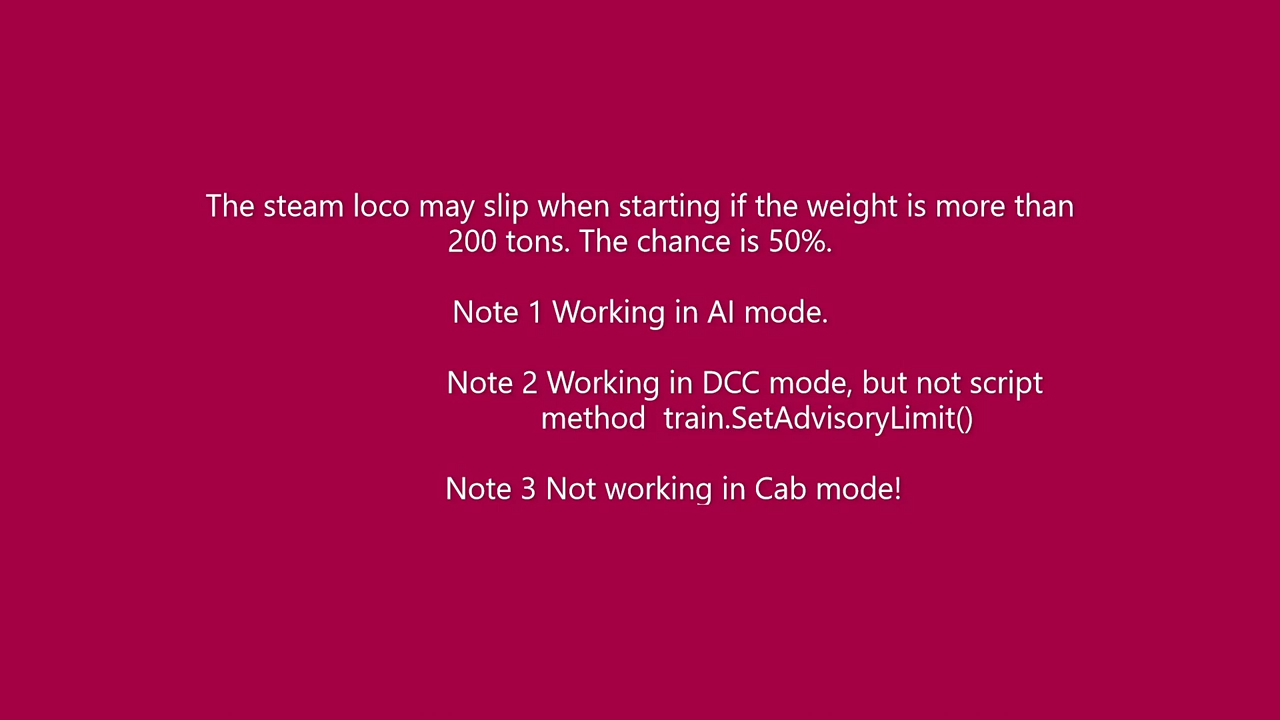 The steam loco may slip when starting if the weight is more than
200 tons. The chance is 50%.
Note 1 Working in AI mode.
Note 2 Working in DCC mode, but not script
method  train.SetAdvisoryLimit()
Note 3 Not working in Cab mode!